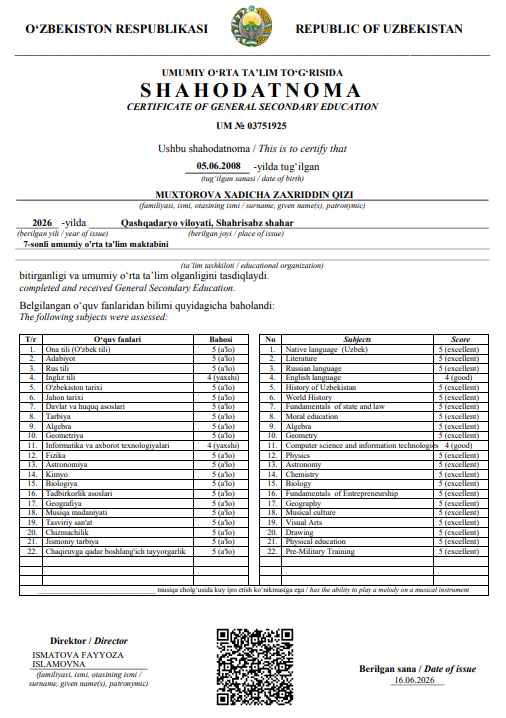 O‘ZBEKISTON RESPUBLIKASI REPUBLIC OF UZBEKISTAN
UMUMIY O‘RTA TA’LIM TO‘G‘RISIDA
SHAHODATNOMA
CERTIFICATE OF GENERAL SECONDARY EDUCATION
UM № 03751925
Ushbu shahodatnoma / This is to certify that
05.06.2008 -yilda tug‘ilgan
(tug‘ilgan sanasi / date of birth)
MUXTOROVA XADICHA ZAXRIDDIN QIZI
(familiyasi, ismi, otasining ismi / surname, given name(s), patronymic)
2026 -yilda Qashqadaryo viloyati, Shahrisabz shahar
(berilgan yili / year of issue) (berilgan joyi / place of issue)
7-sonli umumiy o'rta ta'lim maktabini
(ta’lim tashkiloti / educational organization)
bitirganligi va umumiy o‘rta ta’lim olganligini tasdiqlaydi.
completed and received General Secondary Education.
Belgilangan o‘quv fanlaridan bilimi quyidagicha baholandi:
The following subjects were assessed:
T/r O‘quv fanlari Bahosi No Subjects Score
1. Ona tili (O'zbek tili) 5 (a'lo) 1. Native language (Uzbek) 5 (excellent)
2. Adabiyot 5 (a'lo) 2. Literature 5 (excellent)
3. Rus tili 5 (a'lo) 3. Russian language 5 (excellent)
4. Ingliz tili 4 (yaxshi) 4. English language 4 (good)
5. O'zbekiston tarixi 5 (a'lo) 5. History of Uzbekistan 5 (excellent)
6. Jahon tarixi 5 (a'lo) 6. World History 5 (excellent)
7. Davlat va huquq asoslari 5 (a'lo) 7. Fundamentals of state and law 5 (excellent)
8. Tarbiya 5 (a'lo) 8. Moral education 5 (excellent)
9. Algebra 5 (a'lo) 9. Algebra 5 (excellent)
10. Geometriya 5 (a'lo) 10. Geometry 5 (excellent)
11. Informatika va axborot texnologiyalari 4 (yaxshi) 11. Computer science and information technologies 4 (good)
12. Fizika 5 (a'lo) 12. Physics 5 (excellent)
13. Astronomiya 5 (a'lo) 13. Astronomy 5 (excellent)
14. Kimyo 5 (a'lo) 14. Chemistry 5 (excellent)
15. Biologiya 5 (a'lo) 15. Biology 5 (excellent)
16. Tadbirkorlik asoslari 5 (a'lo) 16. Fundamentals of Entrepreneurship 5 (excellent)
17. Geografiya 5 (a'lo) 17. Geography 5 (excellent)
18. Musiqa madaniyati 5 (a'lo) 18. Musical culture 5 (excellent)
19. Tasviriy san'at 5 (a'lo) 19. Visual Arts 5 (excellent)
20. Chizmachilik 5 (a'lo) 20. Drawing 5 (excellent)
21. Jismoniy tarbiya 5 (a'lo) 21. Physical education 5 (excellent)
22. Chaqiruvga qadar boshlang'ich tayyorgarlik 5 (a'lo) 22. Pre-Military Training 5 (excellent)
musiqa cholg‘usida kuy ijro etish ko‘nikmasiga ega / has the ability to play a melody on a musical instrument
Direktor / Director
ISMATOVA FAYYOZA
ISLAMOVNA
(familiyasi, ismi, otasining ismi /
surname, given name(s), patronymic)
Berilgan sana / Date of issue
16.06.2026